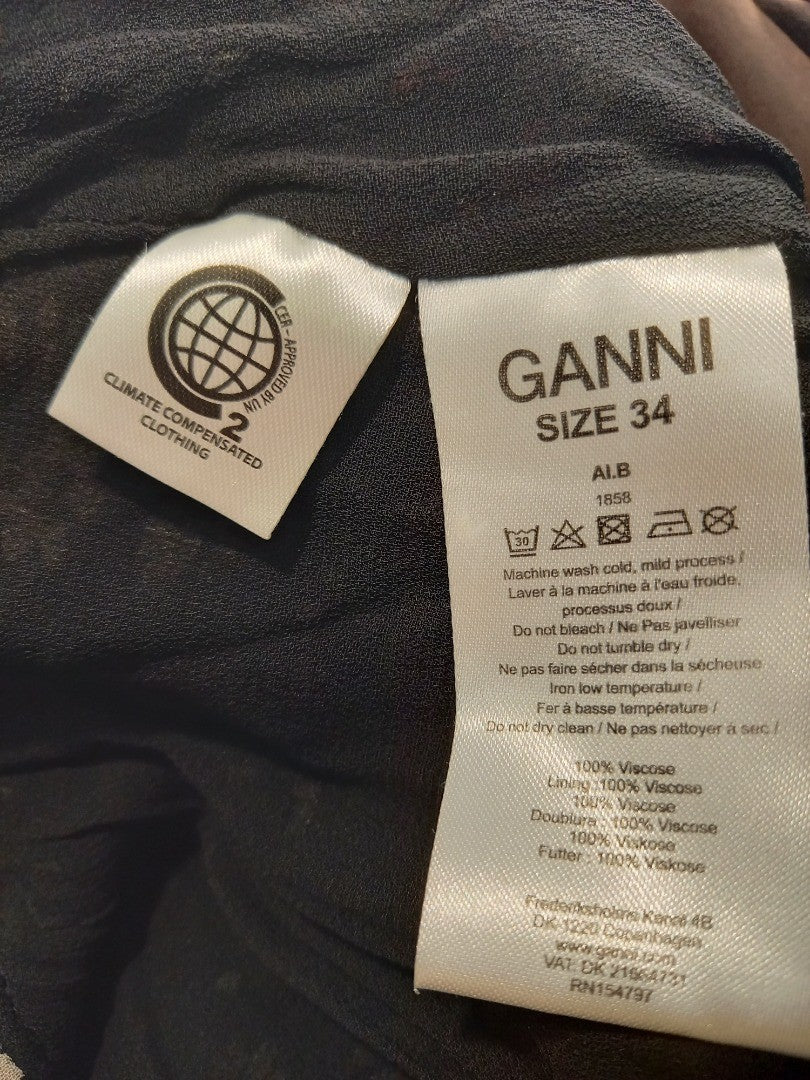 CER - APPROVED BY UN
2
CLIMATE COMPENSATED
CLOTHING
GANNI
SIZE 34
AI.B
1858
30
Machine wash cold, mild process /
Laver à la machine à l'eau froide,
processus doux /
Do not bleach / Ne Pas javelliser
Do not tumble dry /
Ne pas faire sécher dans la sécheuse
Iron low temperature /
Fer à basse température /
Do not dry clean / Ne pas nettoyer à sec /
100% Viscose
Lining :100% Viscose
100% Viscose
Doublure : 100% Viscose
100% Viskose
Futter : 100% Viskose
Frederiksholms Kanal 4B
DK-1220 Copenhagen
www.ganni.com
VAT: DK 21664731
RN154797